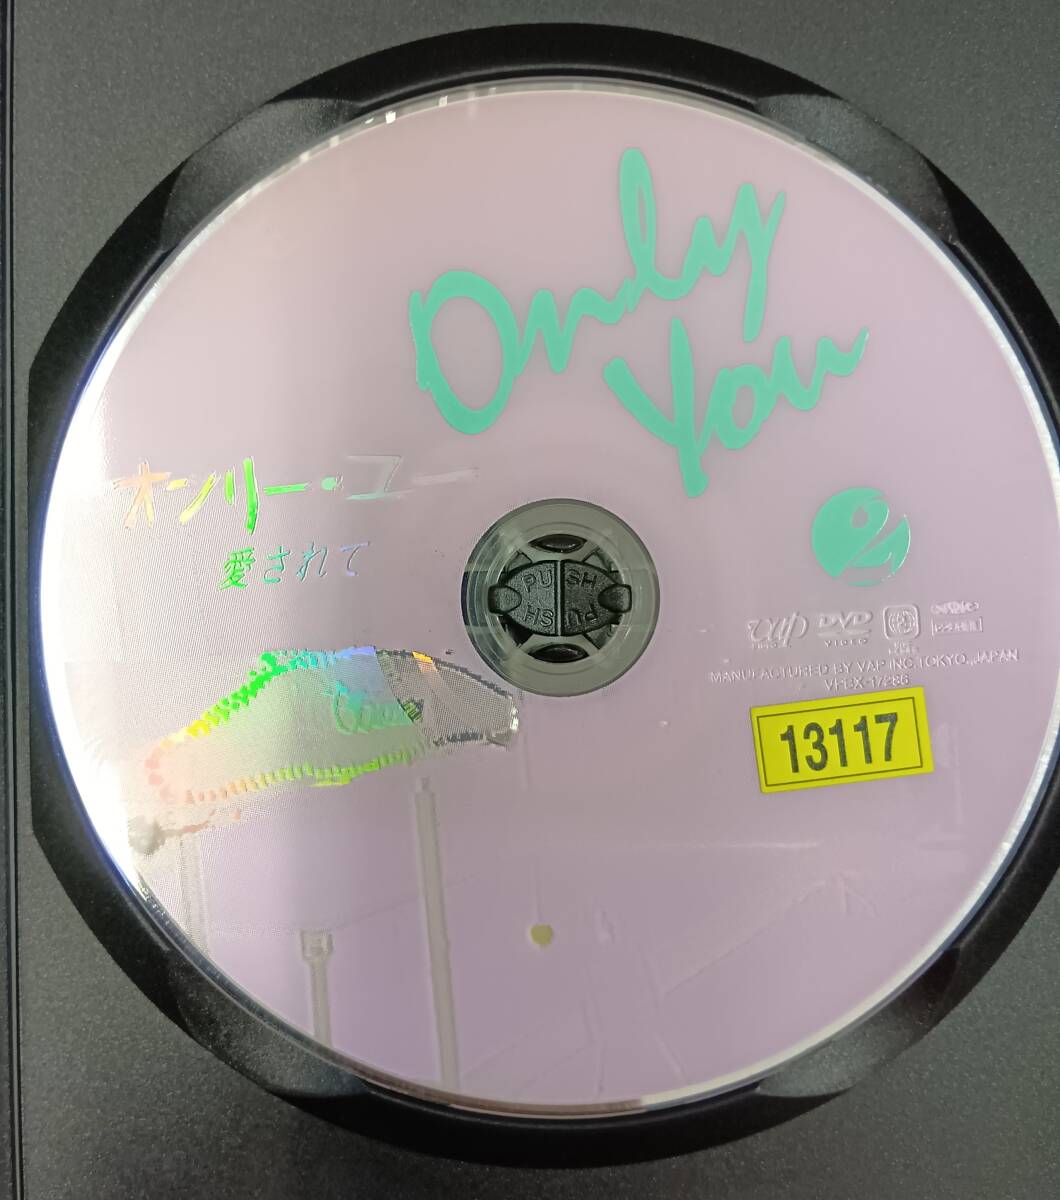 Only
You
オンリー・ユー
愛されて
2
PUSH
PUSH
vap DVD
VIDEO
MANUFACTURED BY VAP INC. TOKYO, JAPAN
13117